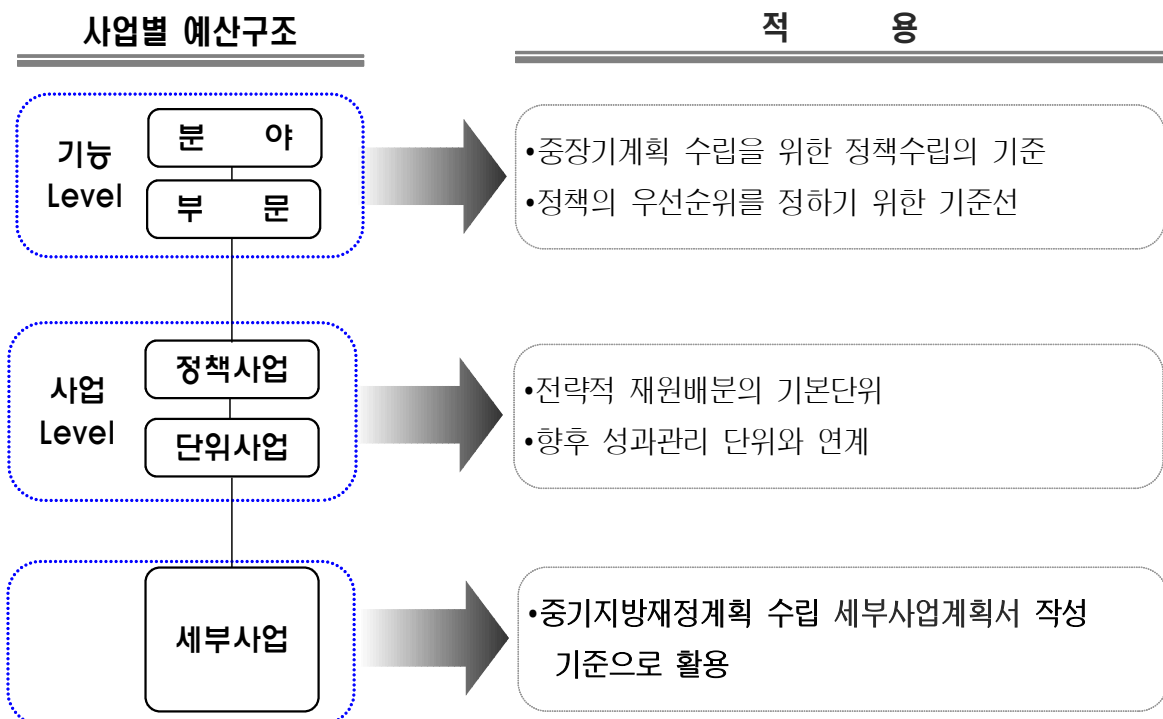 사업별 예산구조
적 용
기능
Level
분 야
부 문
•중장기계획 수립을 위한 정책수립의 기준
•정책의 우선순위를 정하기 위한 기준선
사업
Level
정책사업
단위사업
•전략적 재원배분의 기본단위
•향후 성과관리 단위와 연계
세부사업
•중기지방재정계획 수립 세부사업계획서 작성
기준으로 활용